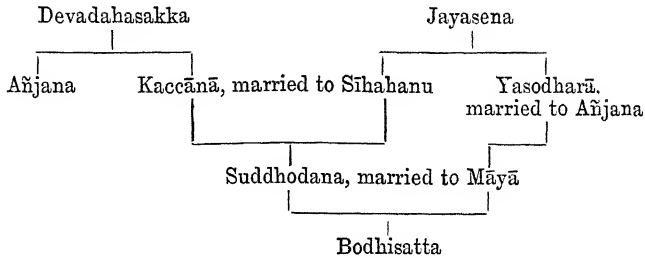 Devadahasakka Jayasena
Añjana Kaccānā, married to Sīhahanu Yasodharā.
married to Añjana
Suddhodana, married to Māyā
Bodhisatta